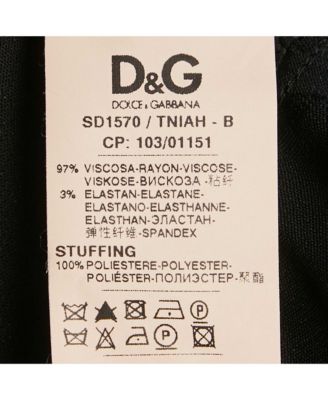 D&G
DOLCE & GABBANA
SD1570 / TNIAH - B
CP: 103/01151
97% VISCOSA-RAYON-VISCOSE-
VISKOSE-ВИСКОЗА -粘纤
3% ELASTAN-ELASTANE-
ELASTANO-ELASTHANNE-
ELASTHAN-ЭЛАСТАН-
弹性纤维-SPANDEX
STUFFING
100% POLIESTERE-POLYESTER-
POLIÉSTER-ПОЛИЭСТЕР-聚酯